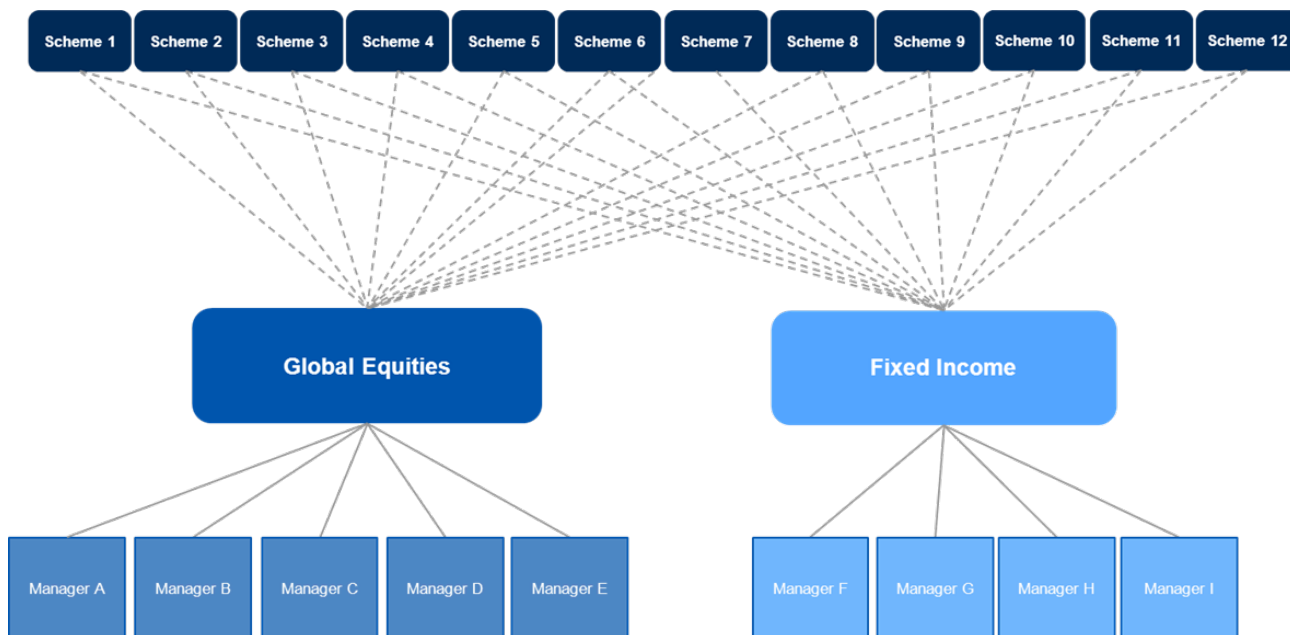 Scheme 1
Scheme 2
Scheme 3
Scheme 4
Scheme 5
Scheme 6
Scheme 7
Scheme 8
Scheme 9
Scheme 10
Scheme 11
Scheme 12
Global Equities
Fixed Income
Manager A
Manager B
Manager C
Manager D
Manager E
Manager F
Manager G
Manager H
Manager I